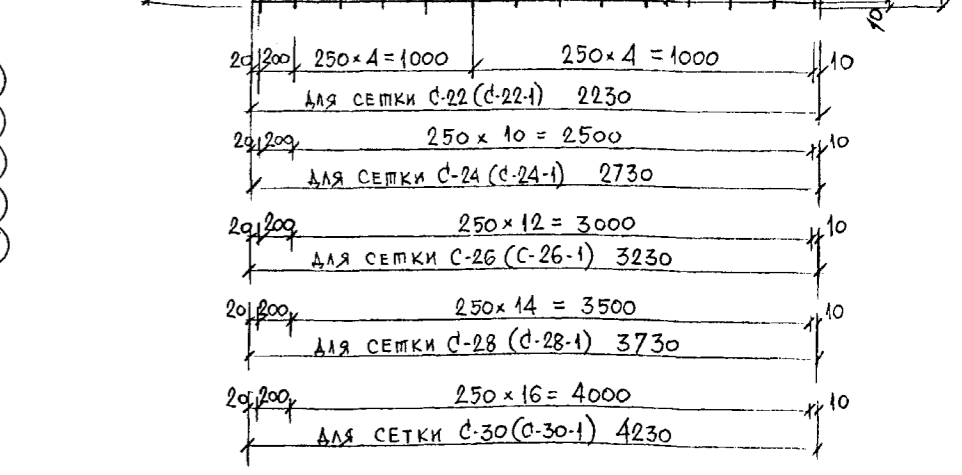 10
20 200 250×4=1000 250×4=1000 10
ДЛЯ СЕТКИ С-22(С-22-1) 2230
20 200 250×10=2500 10
ДЛЯ СЕТКИ С-24(С-24-1) 2730
20 200 250×12=3000 10
ДЛЯ СЕТКИ С-26(С-26-1) 3230
20 200 250×14=3500 10
ДЛЯ СЕТКИ С-28(С-28-1) 3730
20 200 250×16=4000 10
ДЛЯ СЕТКИ С-30(С-30-1) 4230